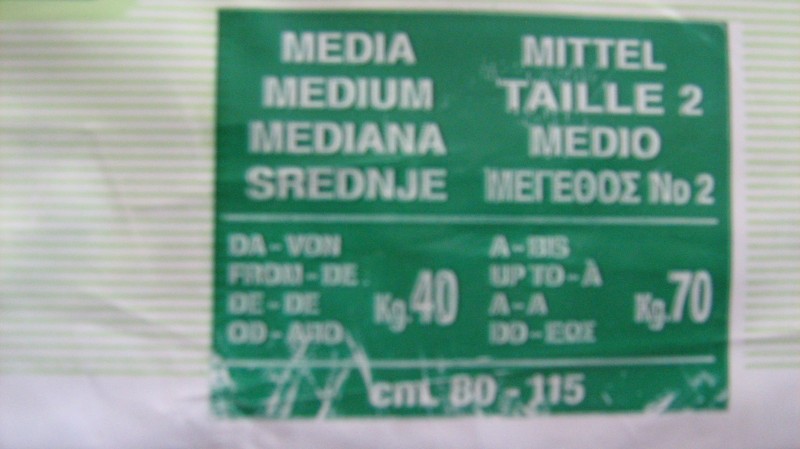 MEDIA MITTEL
MEDIUM TAILLE 2
MEDIANA MEDIO
SREDNJE ΜΕΓΕΘΟΣ No 2
DA - VON
FROM - DE
DE - DE
OD - ΑΠΟ
Kg. 40
A - BIS
UP TO - À
A - A
DO - ΕΩΣ
Kg. 70
cm. 80 - 115